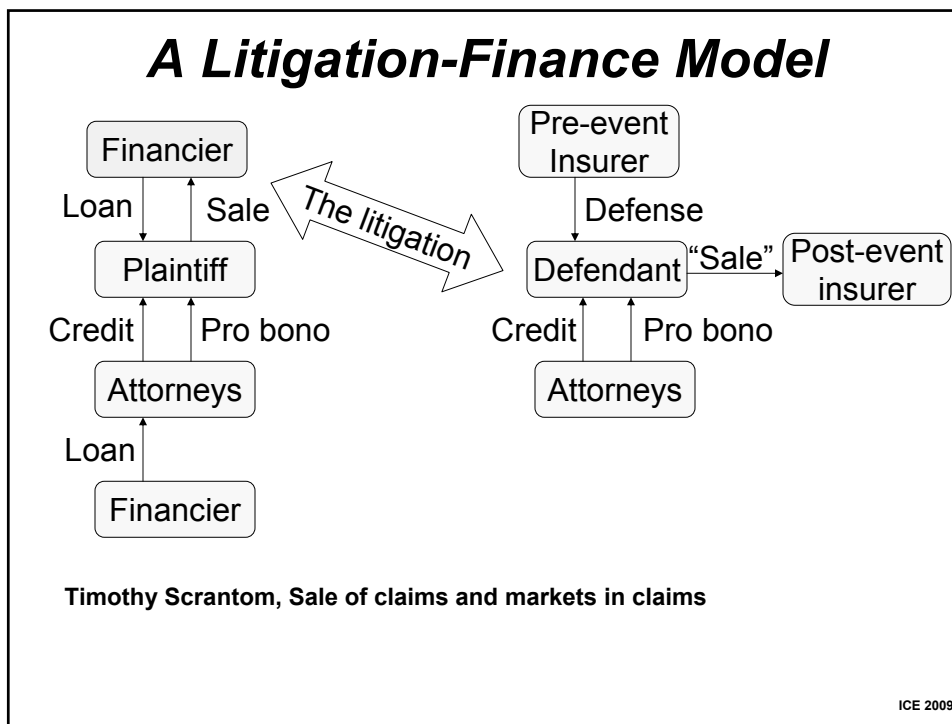 A Litigation-Finance Model
Financier
Loan
Sale
Plaintiff
Credit
Pro bono
Attorneys
Loan
Financier
The litigation
Pre-event
Insurer
Defense
Defendant
“Sale”
Post-event
insurer
Credit
Pro bono
Attorneys
Timothy Scrantom, Sale of claims and markets in claims
ICE 2009